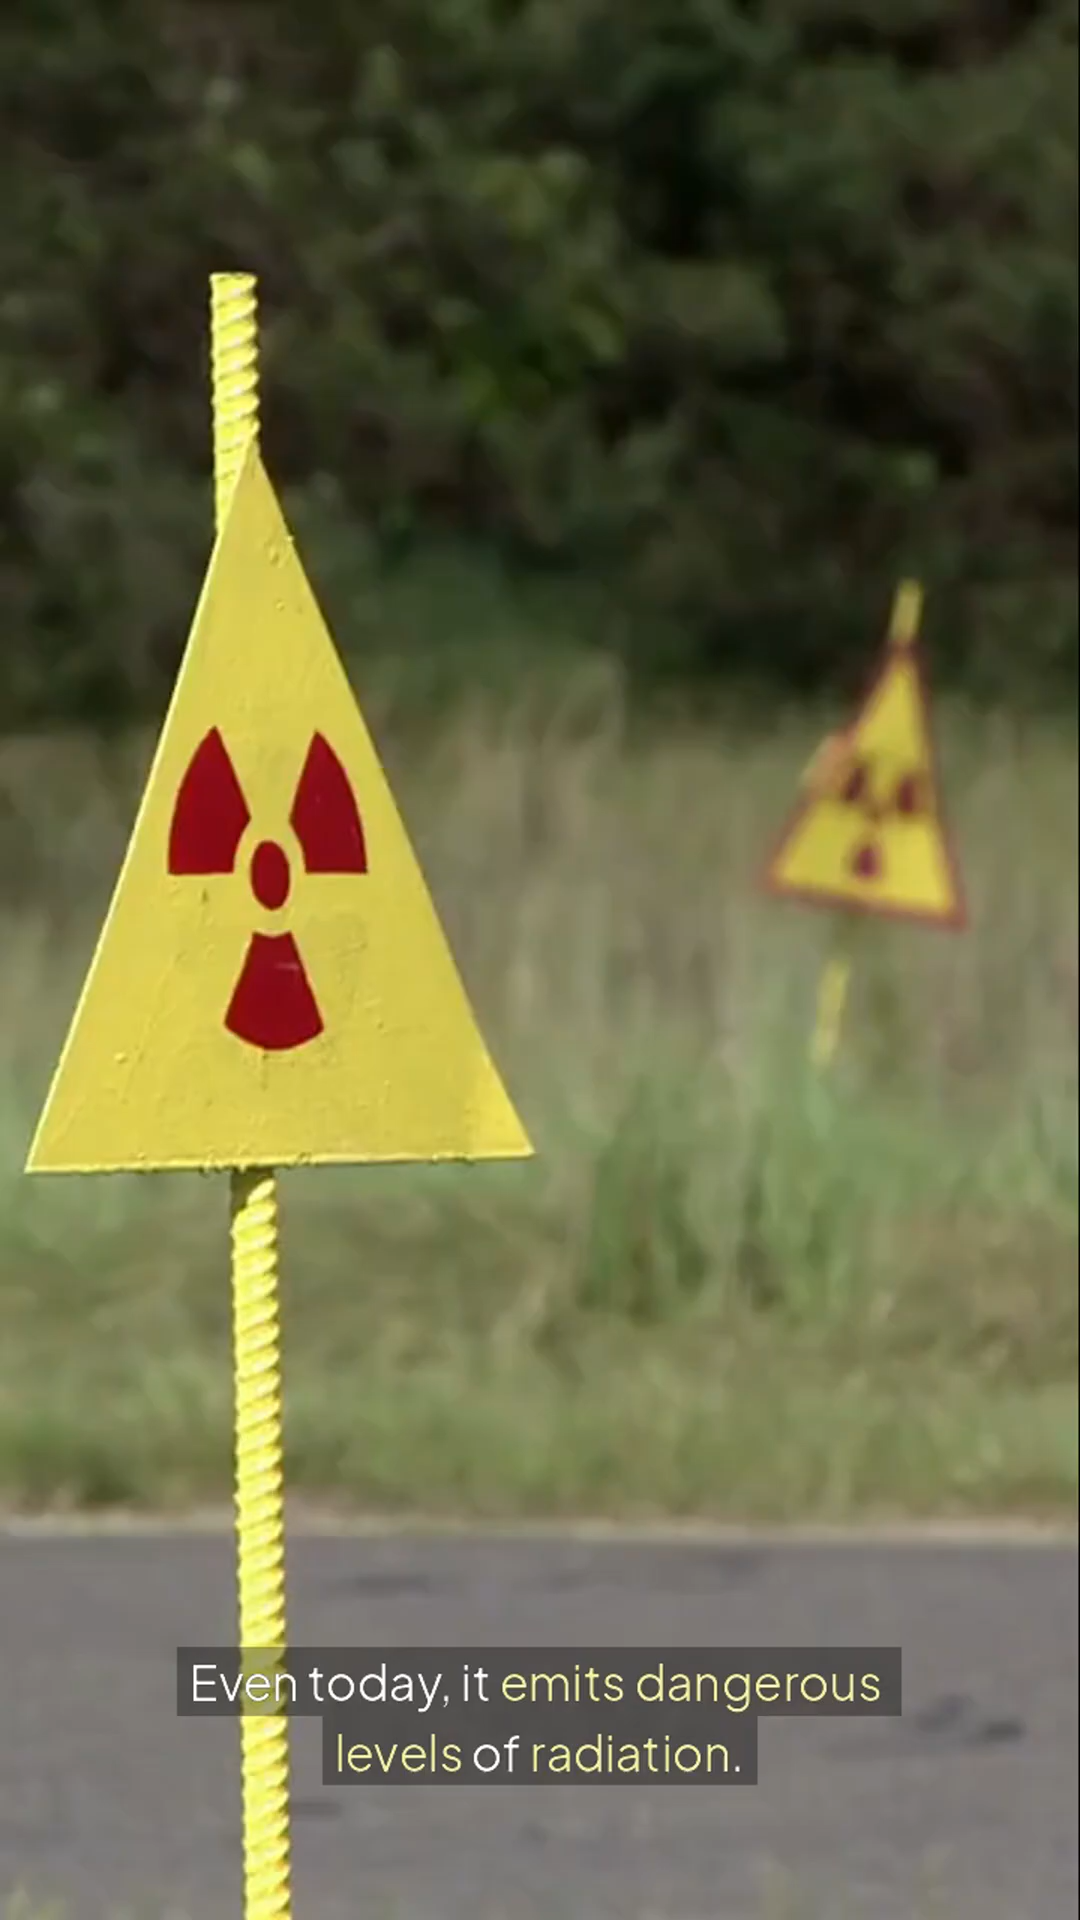 Even today, it emits dangerous
levels of radiation.